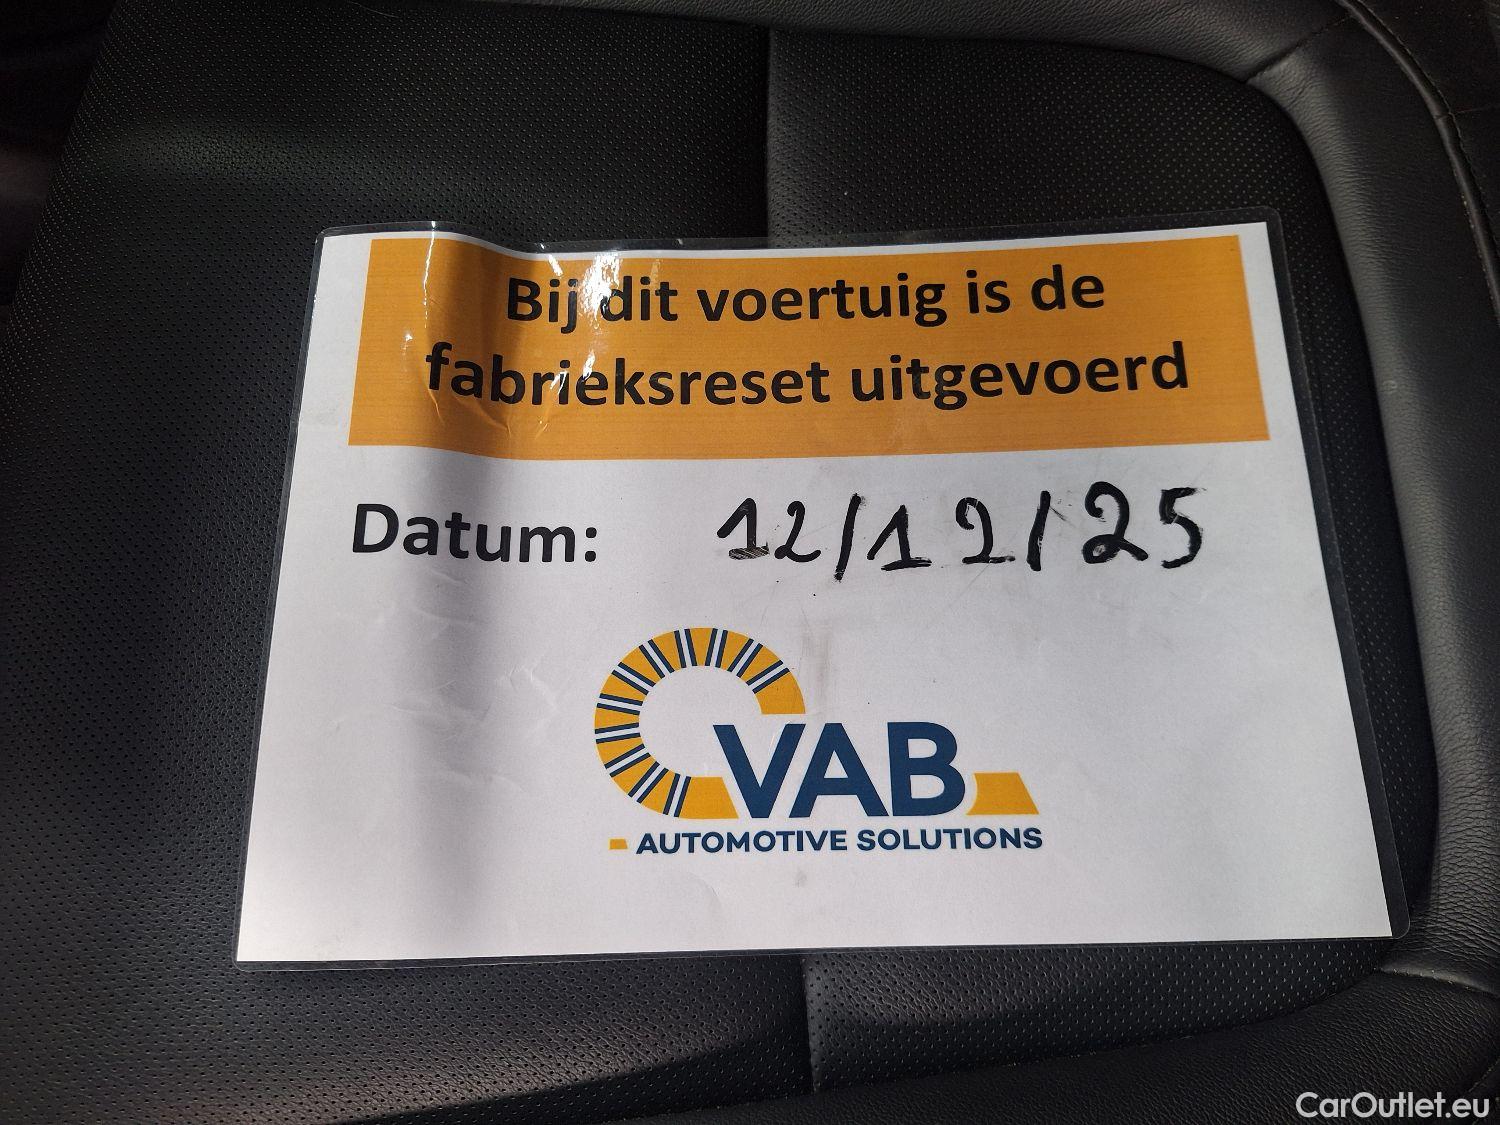 Bij dit voertuig is de
fabrieksreset uitgevoerd
Datum: 12/12/25
VAB
AUTOMOTIVE SOLUTIONS
CarOutlet.eu